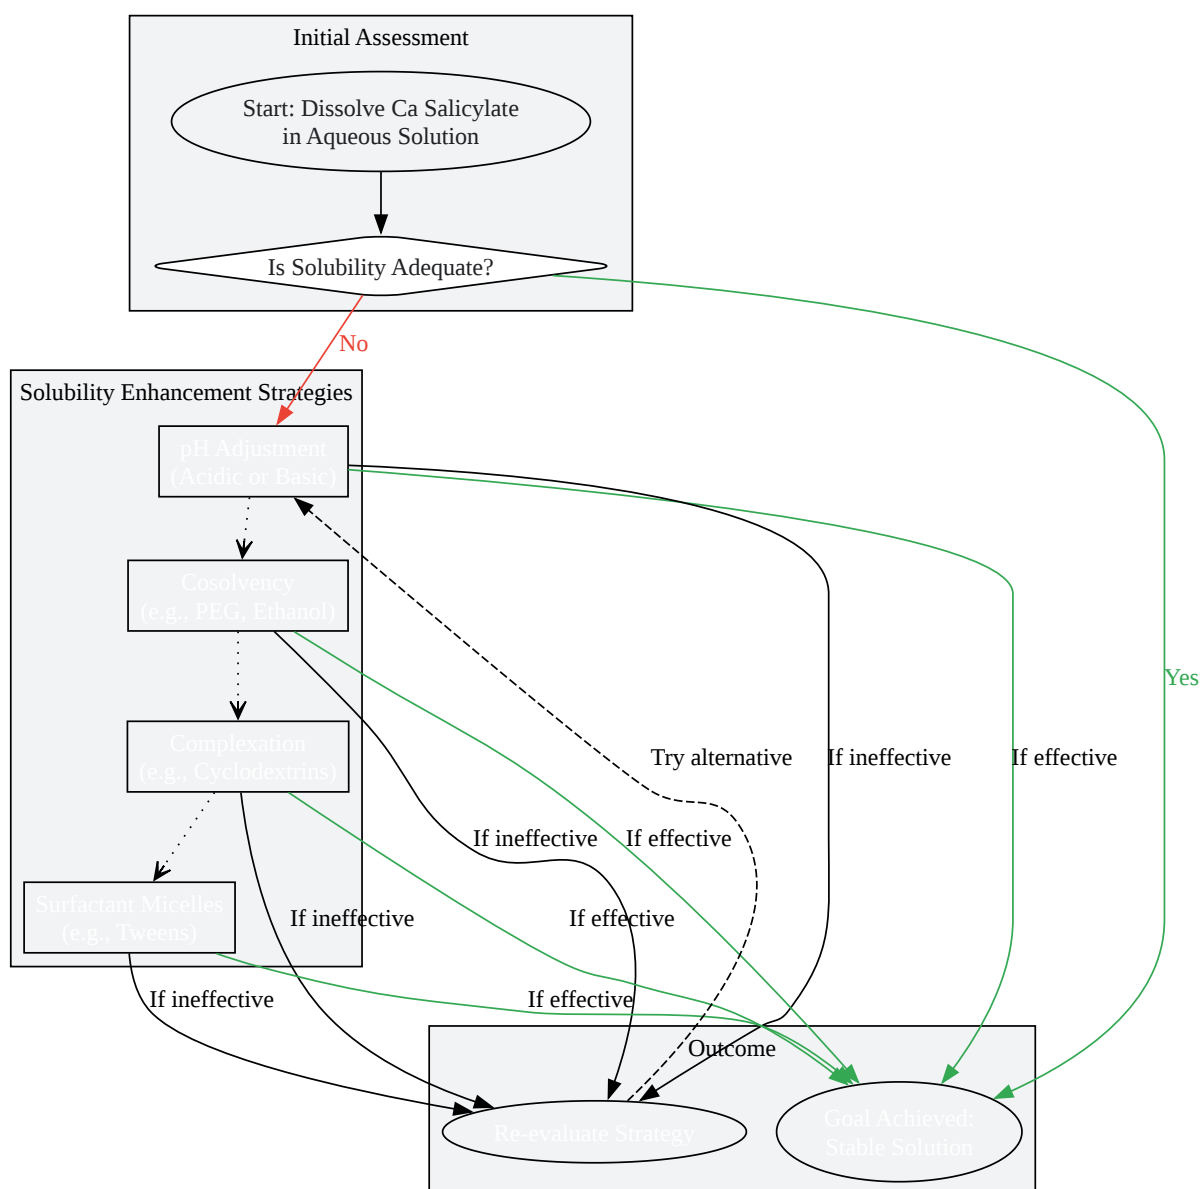 Initial Assessment
Start: Dissolve Ca Salicylate
in Aqueous Solution
Is Solubility Adequate?
No
Solubility Enhancement Strategies
pH Adjustment
(Acidic or Basic)
Cosolvency
(e.g., PEG, Ethanol)
Yes
Complexation
(e.g., Cyclodextrins)
Try alternative
If ineffective
If effective
If ineffective
If effective
Surfactant Micelles
(e.g., Tweens)
If ineffective
If effective
If ineffective
If effective
Outcome
Re-evaluate Strategy
Goal Achieved:
Stable Solution